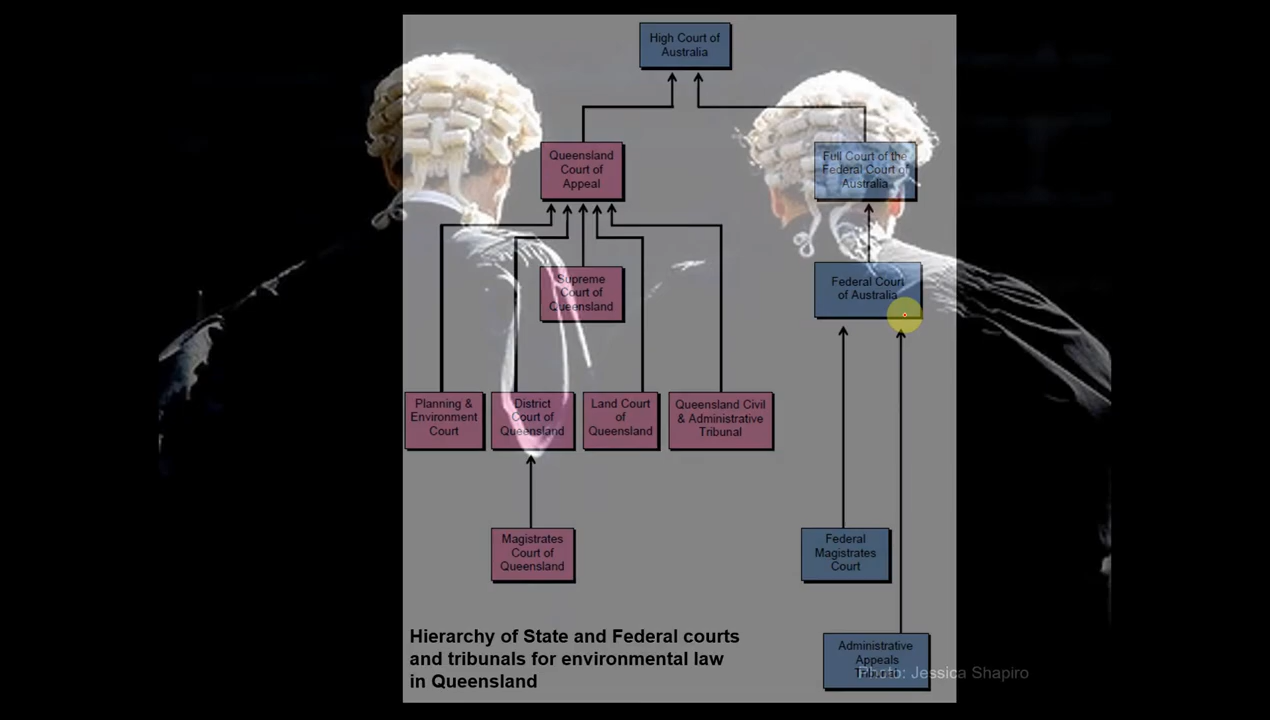 High Court of
Australia
Queensland
Court of
Appeal
Full Court of the
Federal Court of
Australia
Supreme
Court of
Queensland
Federal Court
of Australia
Planning &
Environment
Court
District
Court of
Queensland
Land Court
of
Queensland
Queensland Civil
& Administrative
Tribunal
Magistrates
Court of
Queensland
Federal
Magistrates
Court
Administrative
Appeals
Tribunal
Hierarchy of State and Federal courts
and tribunals for environmental law
in Queensland
Photo: Jessica Shapiro